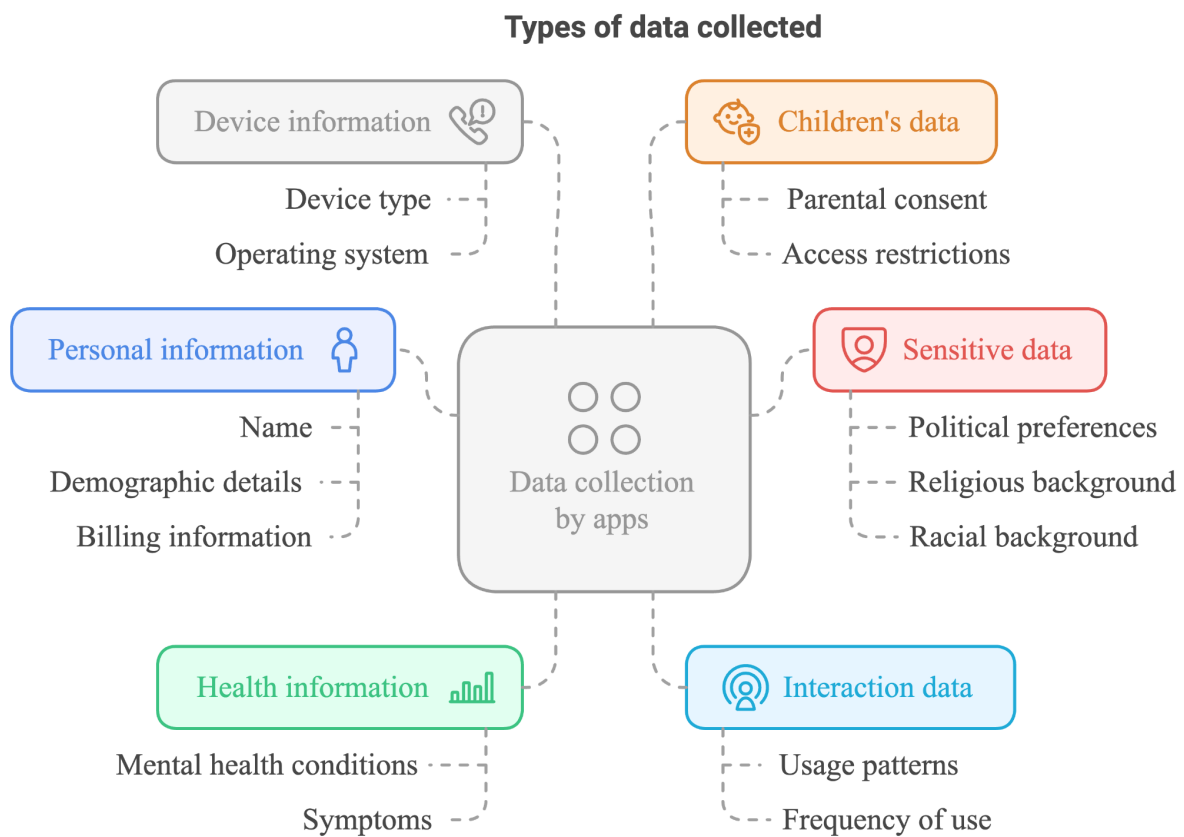 Types of data collected
Device information
Device type
Operating system
Children's data
Parental consent
Access restrictions
Personal information
Name
Demographic details
Billing information
Data collection
by apps
Sensitive data
Political preferences
Religious background
Racial background
Health information
Mental health conditions
Symptoms
Interaction data
Usage patterns
Frequency of use